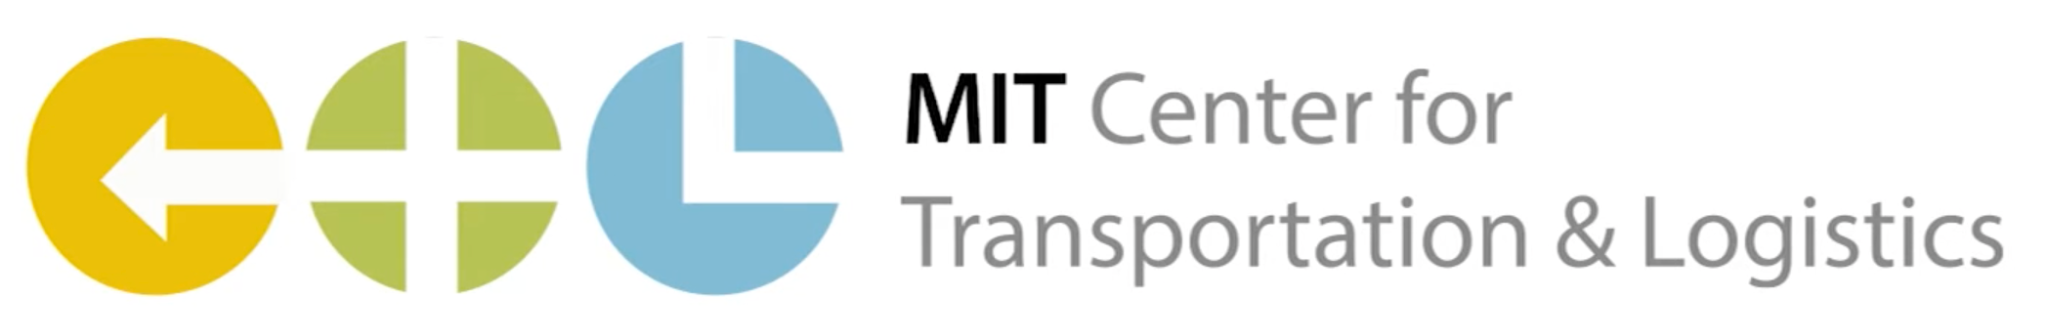 MIT Center for
Transportation & Logistics